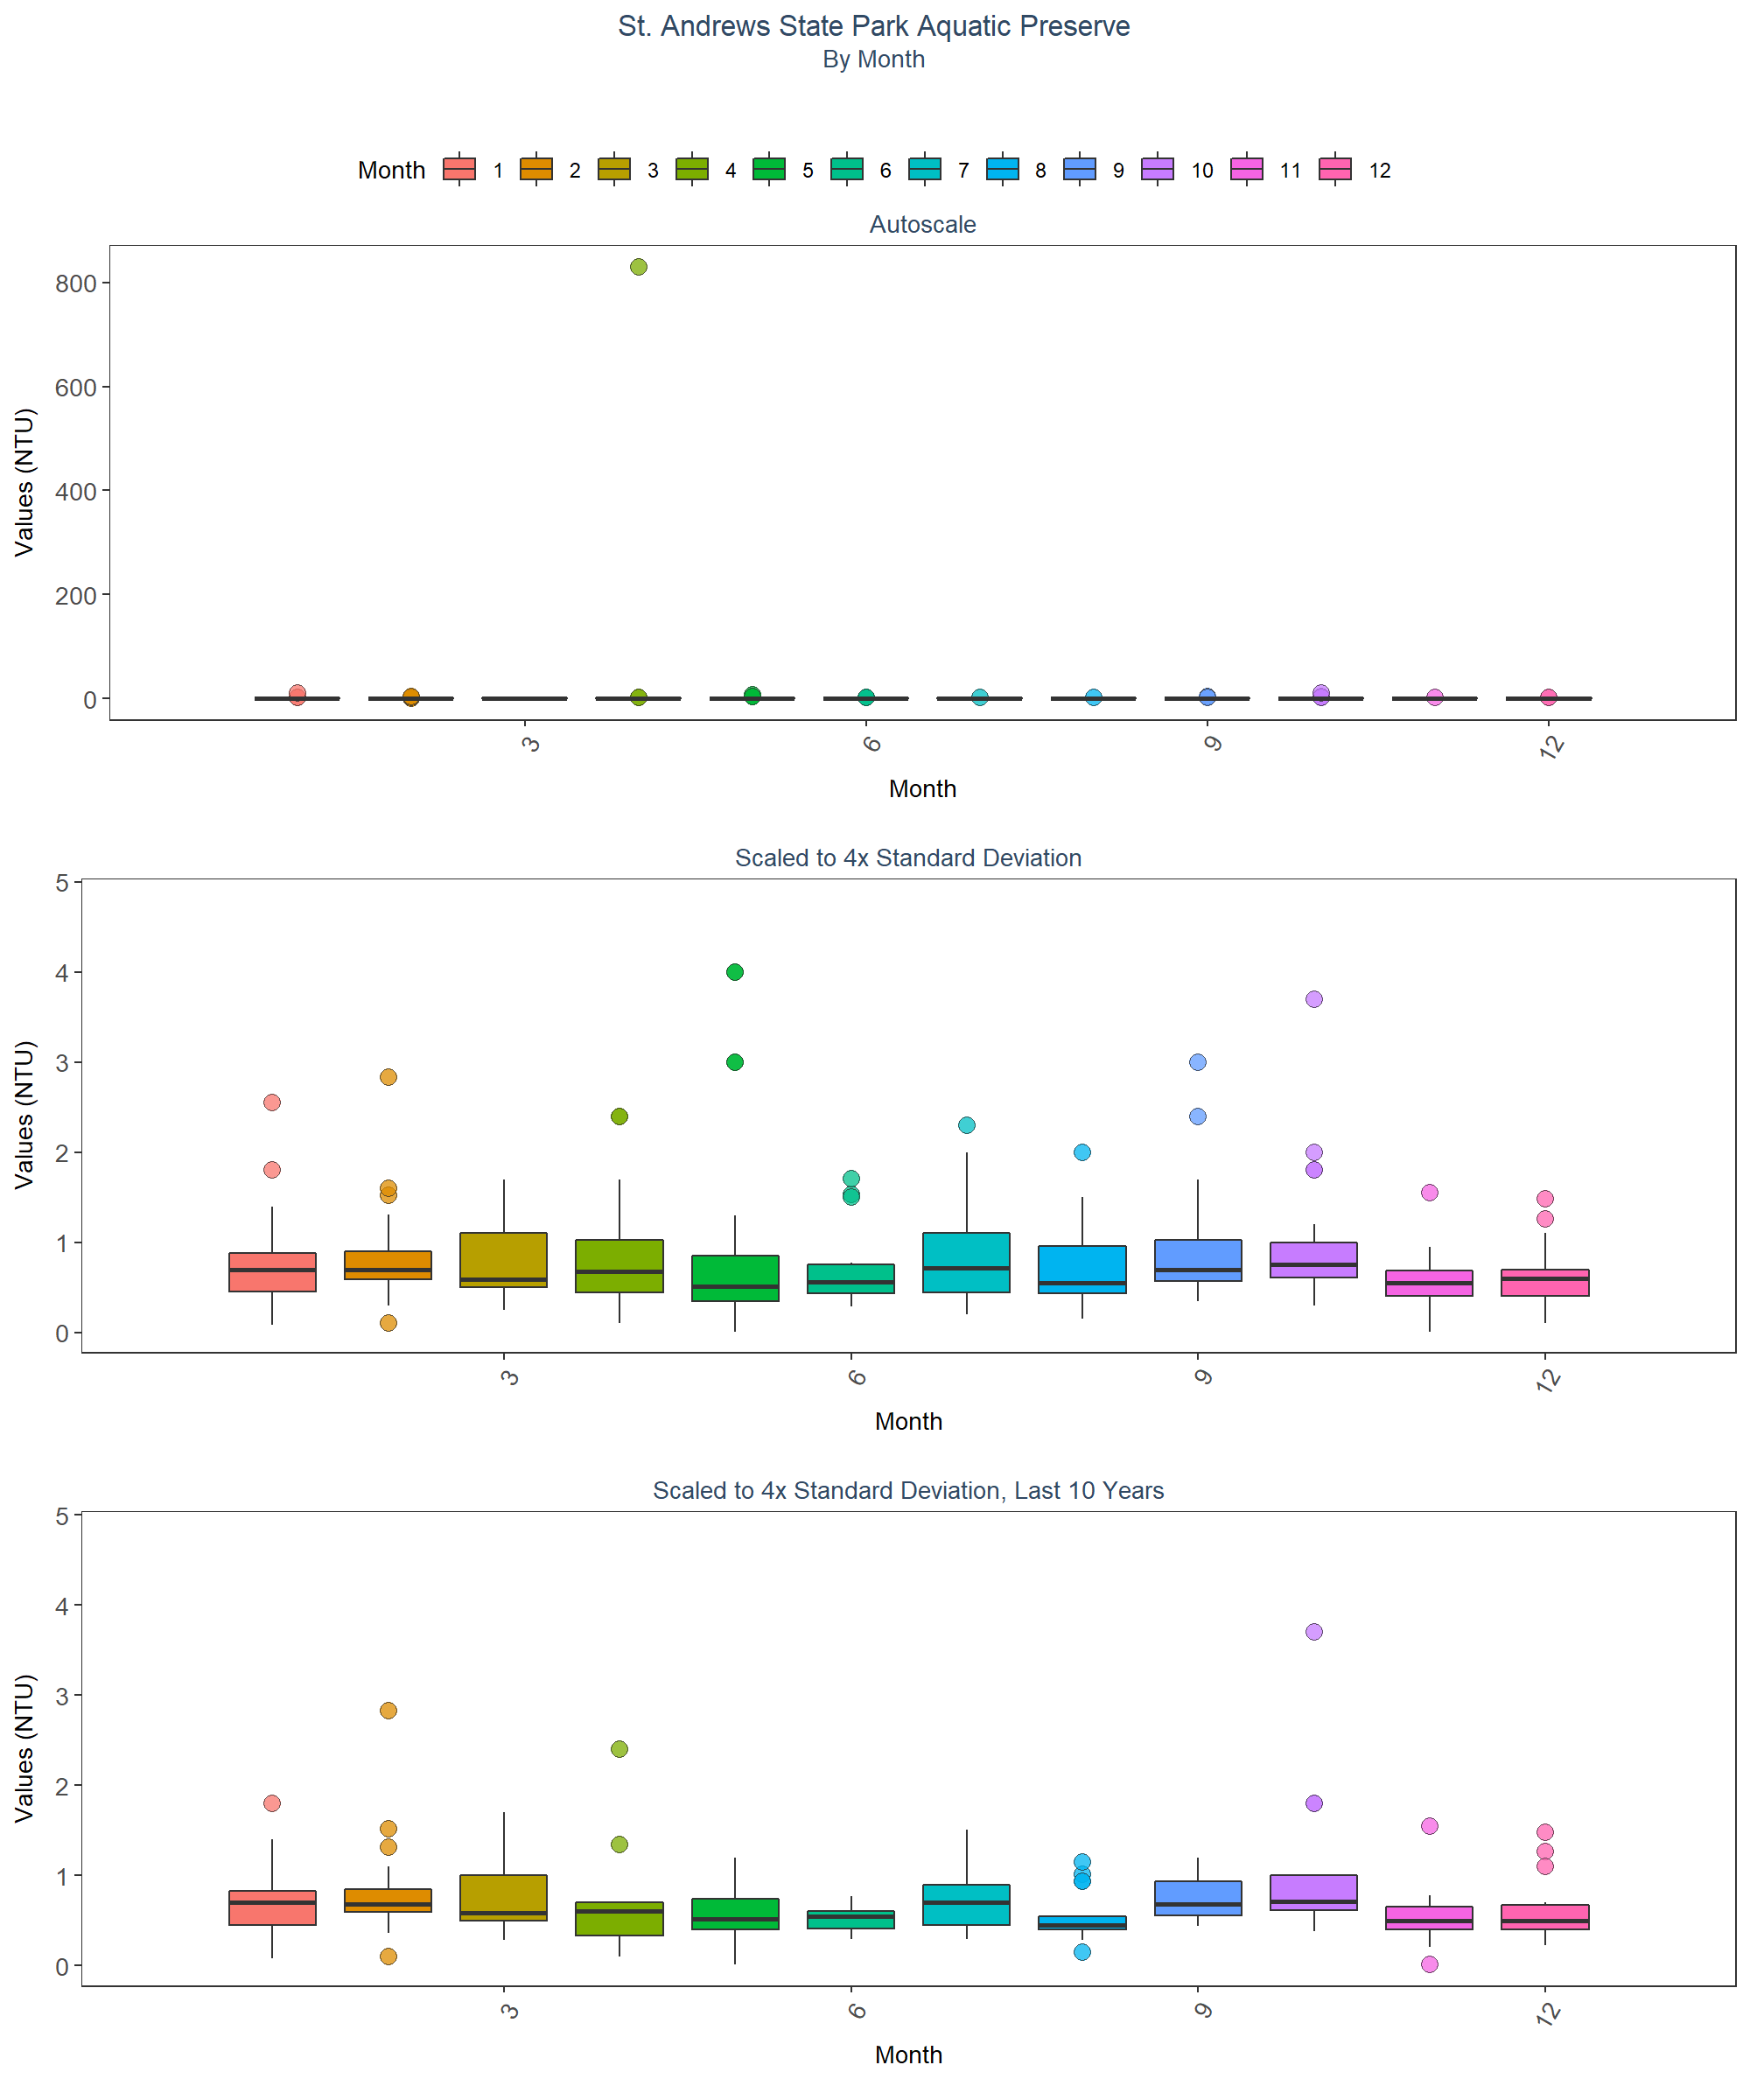 St. Andrews State Park Aquatic Preserve
By Month
Month 1 2 3 4 5 6 7 8 9 10 11 12
Autoscale
800
600
400
200
0
Values (NTU)
3 6 9 12
Month
Scaled to 4x Standard Deviation
5
4
3
2
1
0
Values (NTU)
3 6 9 12
Month
Scaled to 4x Standard Deviation, Last 10 Years
5
4
3
2
1
0
Values (NTU)
3 6 9 12
Month